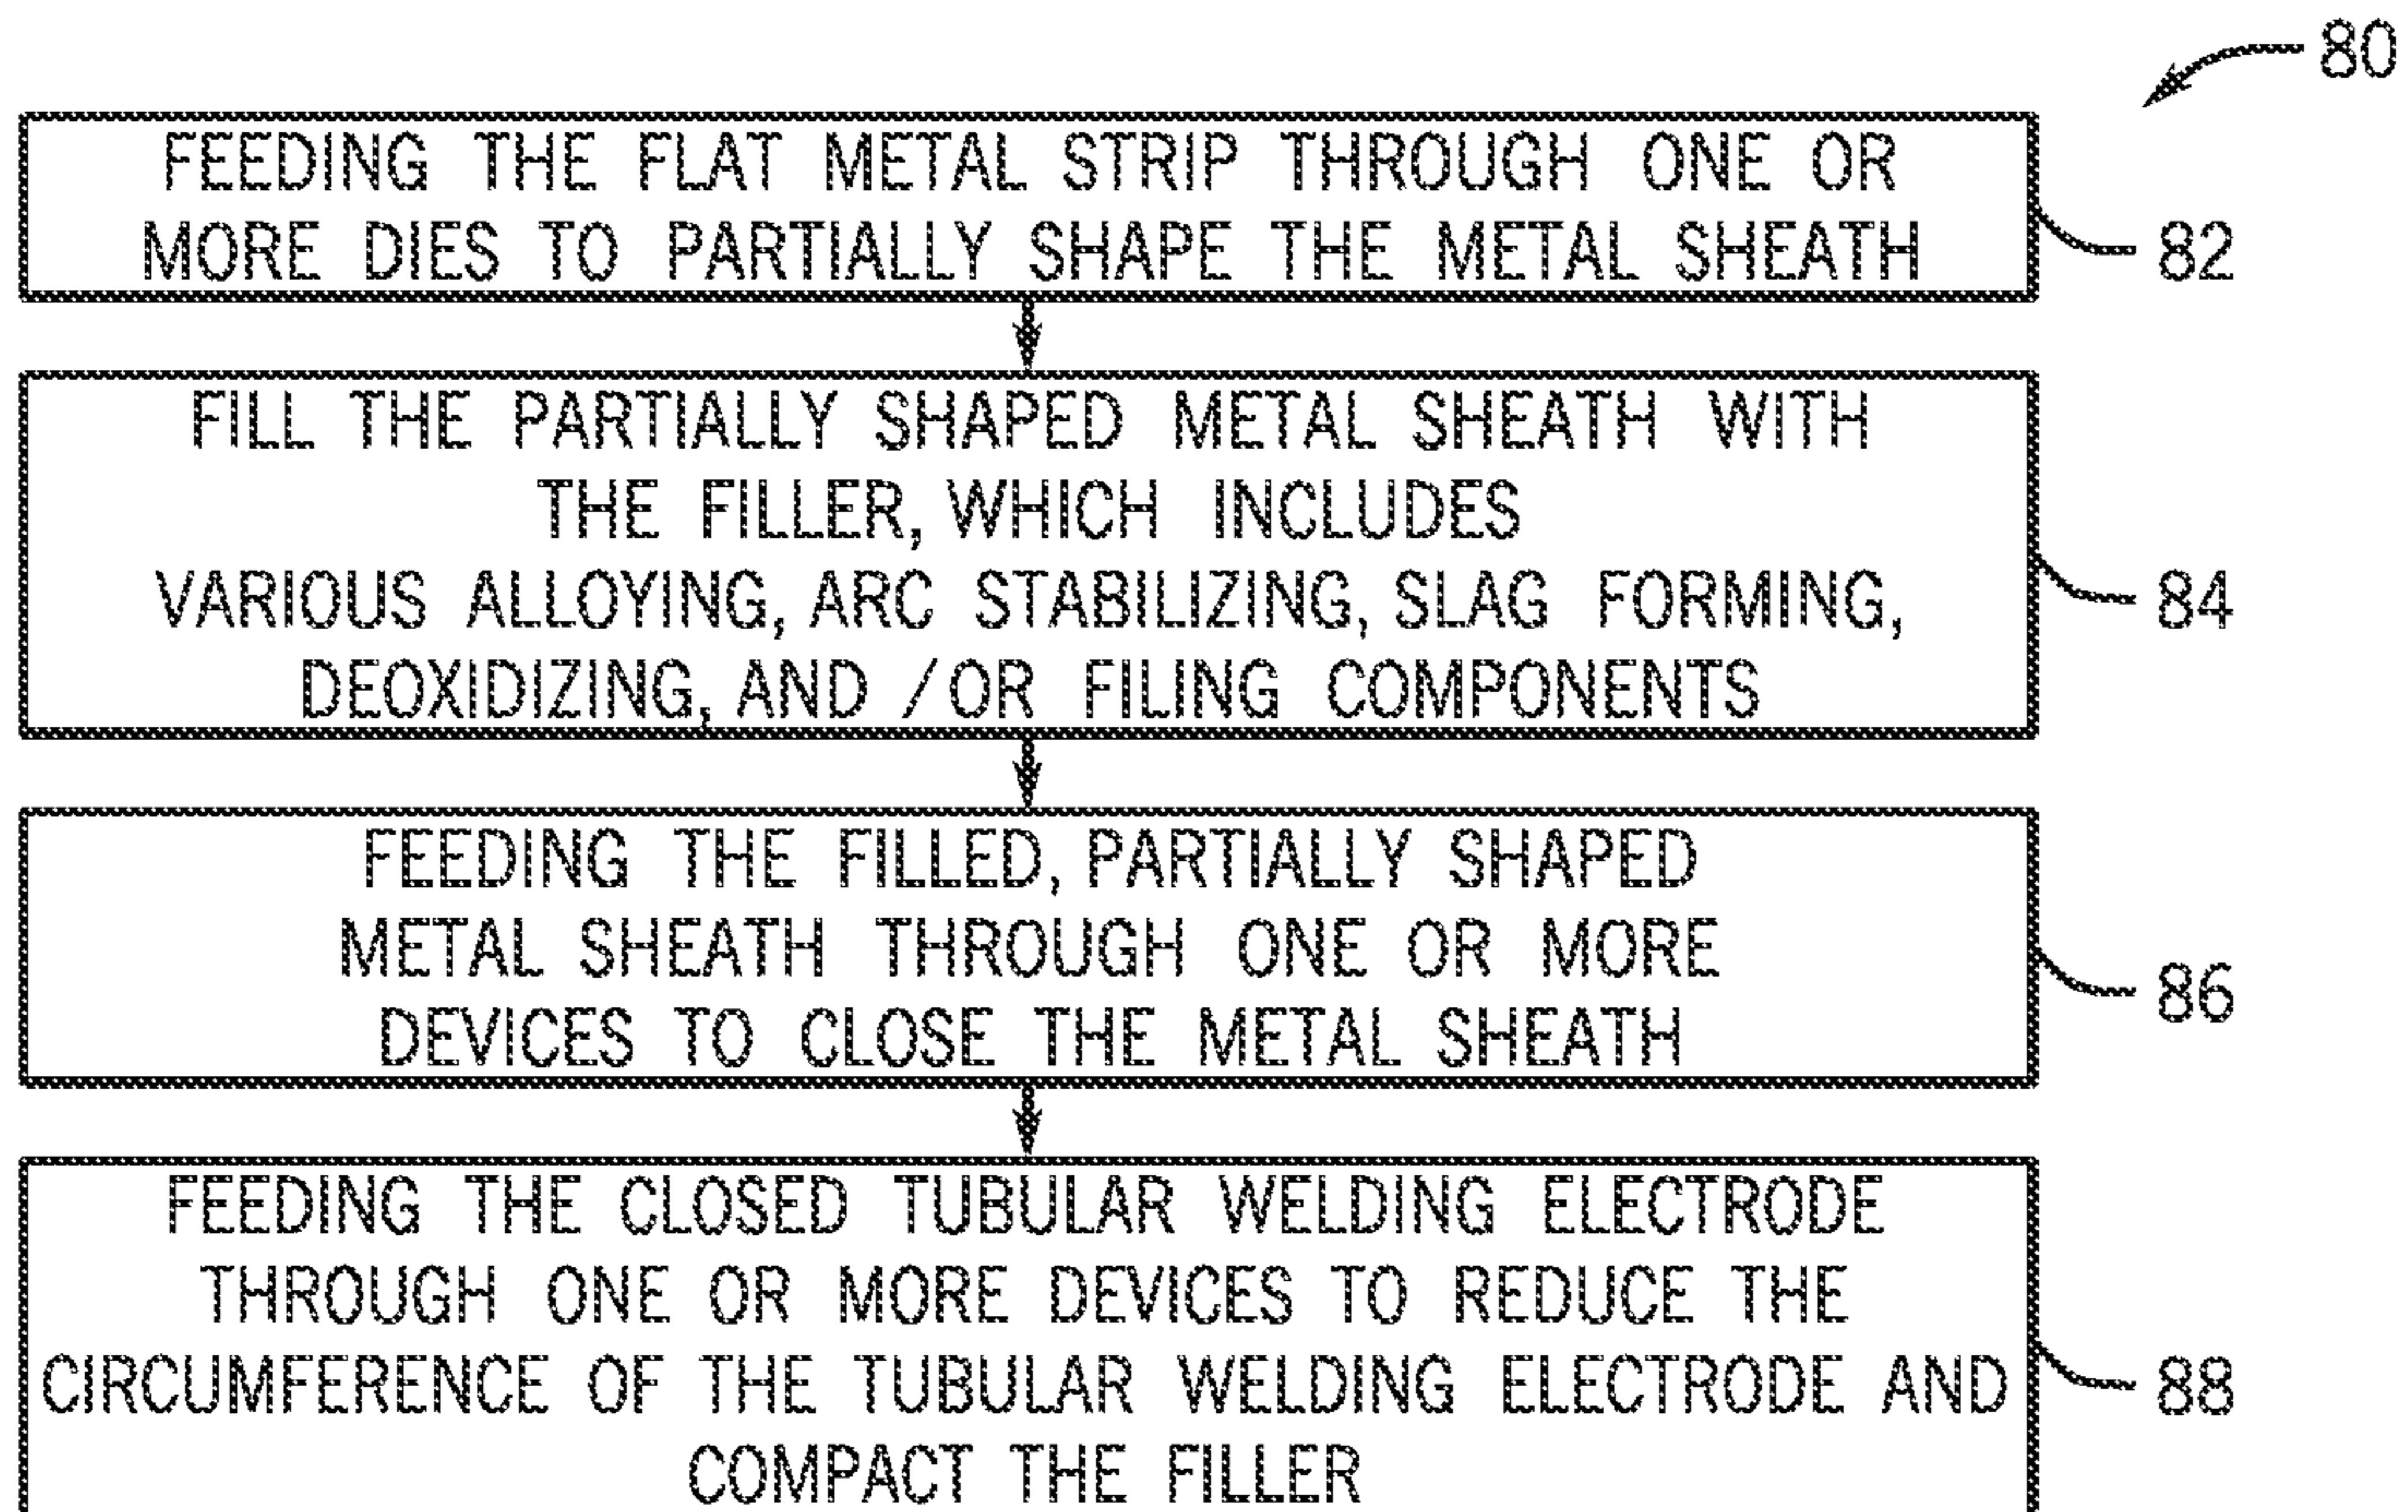 80
FEEDING THE FLAT METAL STRIP THROUGH ONE OR
MORE DIES TO PARTIALLY SHAPE THE METAL SHEATH
82
FILL THE PARTIALLY SHAPED METAL SHEATH WITH
THE FILLER, WHICH INCLUDES
VARIOUS ALLOYING, ARC STABILIZING, SLAG FORMING,
DEOXIDIZING, AND /OR FILING COMPONENTS
84
FEEDING THE FILLED, PARTIALLY SHAPED
METAL SHEATH THROUGH ONE OR MORE
DEVICES TO CLOSE THE METAL SHEATH
86
FEEDING THE CLOSED TUBULAR WELDING ELECTRODE
THROUGH ONE OR MORE DEVICES TO REDUCE THE
CIRCUMFERENCE OF THE TUBULAR WELDING ELECTRODE AND
COMPACT THE FILLER
88